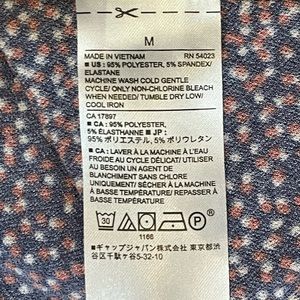 M
MADE IN VIETNAM RN 54023
■ US : 95% POLYESTER, 5% SPANDEX/
ELASTANE
MACHINE WASH COLD GENTLE
CYCLE/ ONLY NON-CHLORINE BLEACH
WHEN NEEDED/ TUMBLE DRY LOW/
COOL IRON
CA 17897
■ CA : 95% POLYESTER,
5% ÉLASTHANNE ■ JP :
95% ポリエステル, 5% ポリウレタン
■ CA : LAVER À LA MACHINE À L'EAU
FROIDE AU CYCLE DÉLICAT/ UTILISER
AU BESOIN UN AGENT DE
BLANCHIMENT SANS CHLORE
UNIQUEMENT/ SÉCHER À LA MACHINE
À BASSE TEMPÉRATURE/ REPASSER À
BASSE TEMPÉRATURE
30
P
1166
■ギャップジャパン株式会社 東京都渋
谷区千駄ヶ谷5-32-10